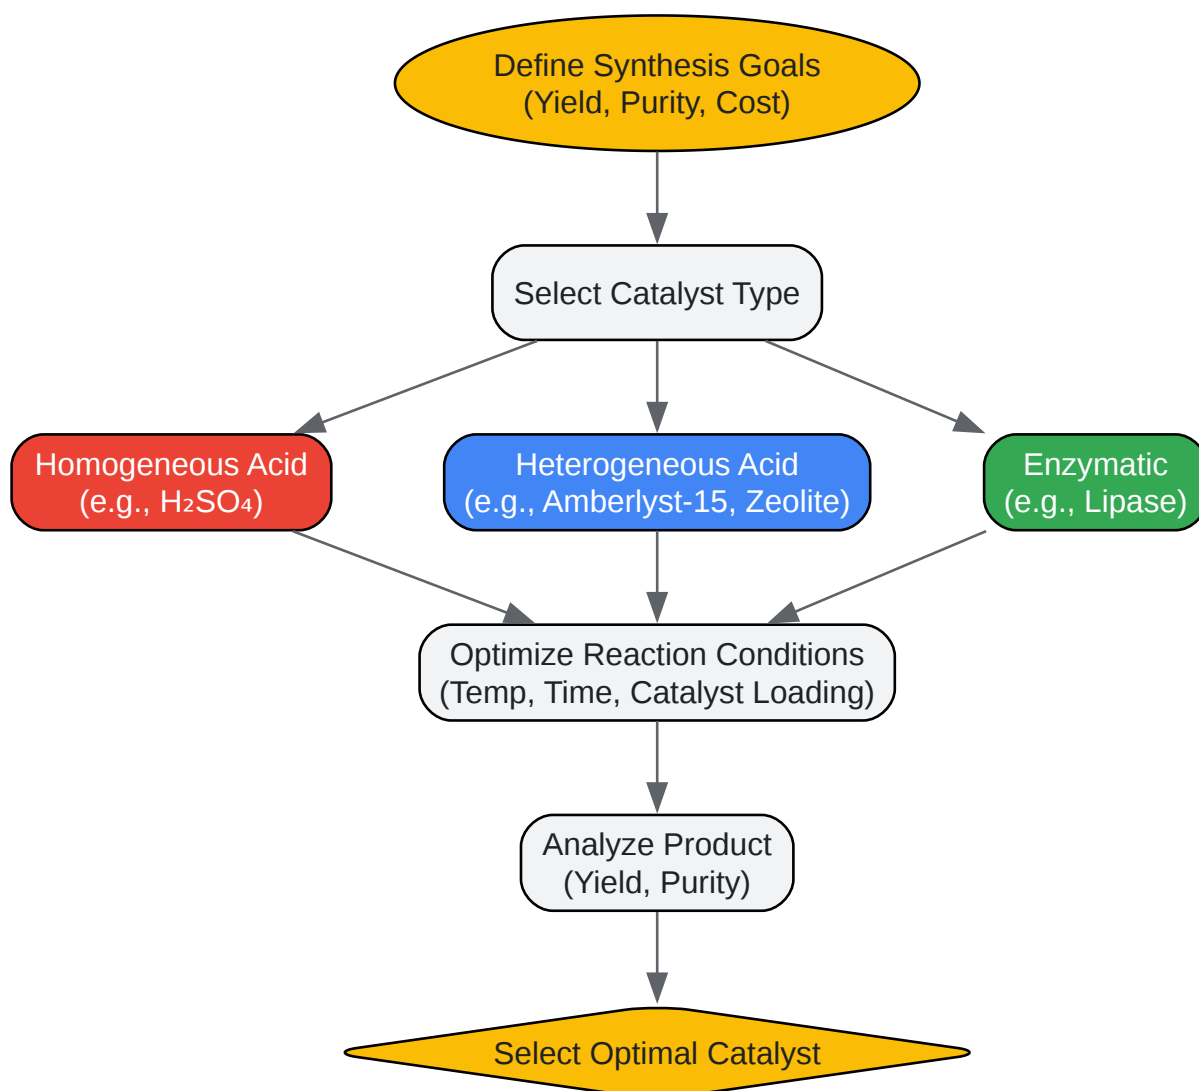 Define Synthesis Goals
(Yield, Purity, Cost)
Select Catalyst Type
Homogeneous Acid
(e.g., H₂SO₄)
Heterogeneous Acid
(e.g., Amberlyst-15, Zeolite)
Enzymatic
(e.g., Lipase)
Optimize Reaction Conditions
(Temp, Time, Catalyst Loading)
Analyze Product
(Yield, Purity)
Select Optimal Catalyst